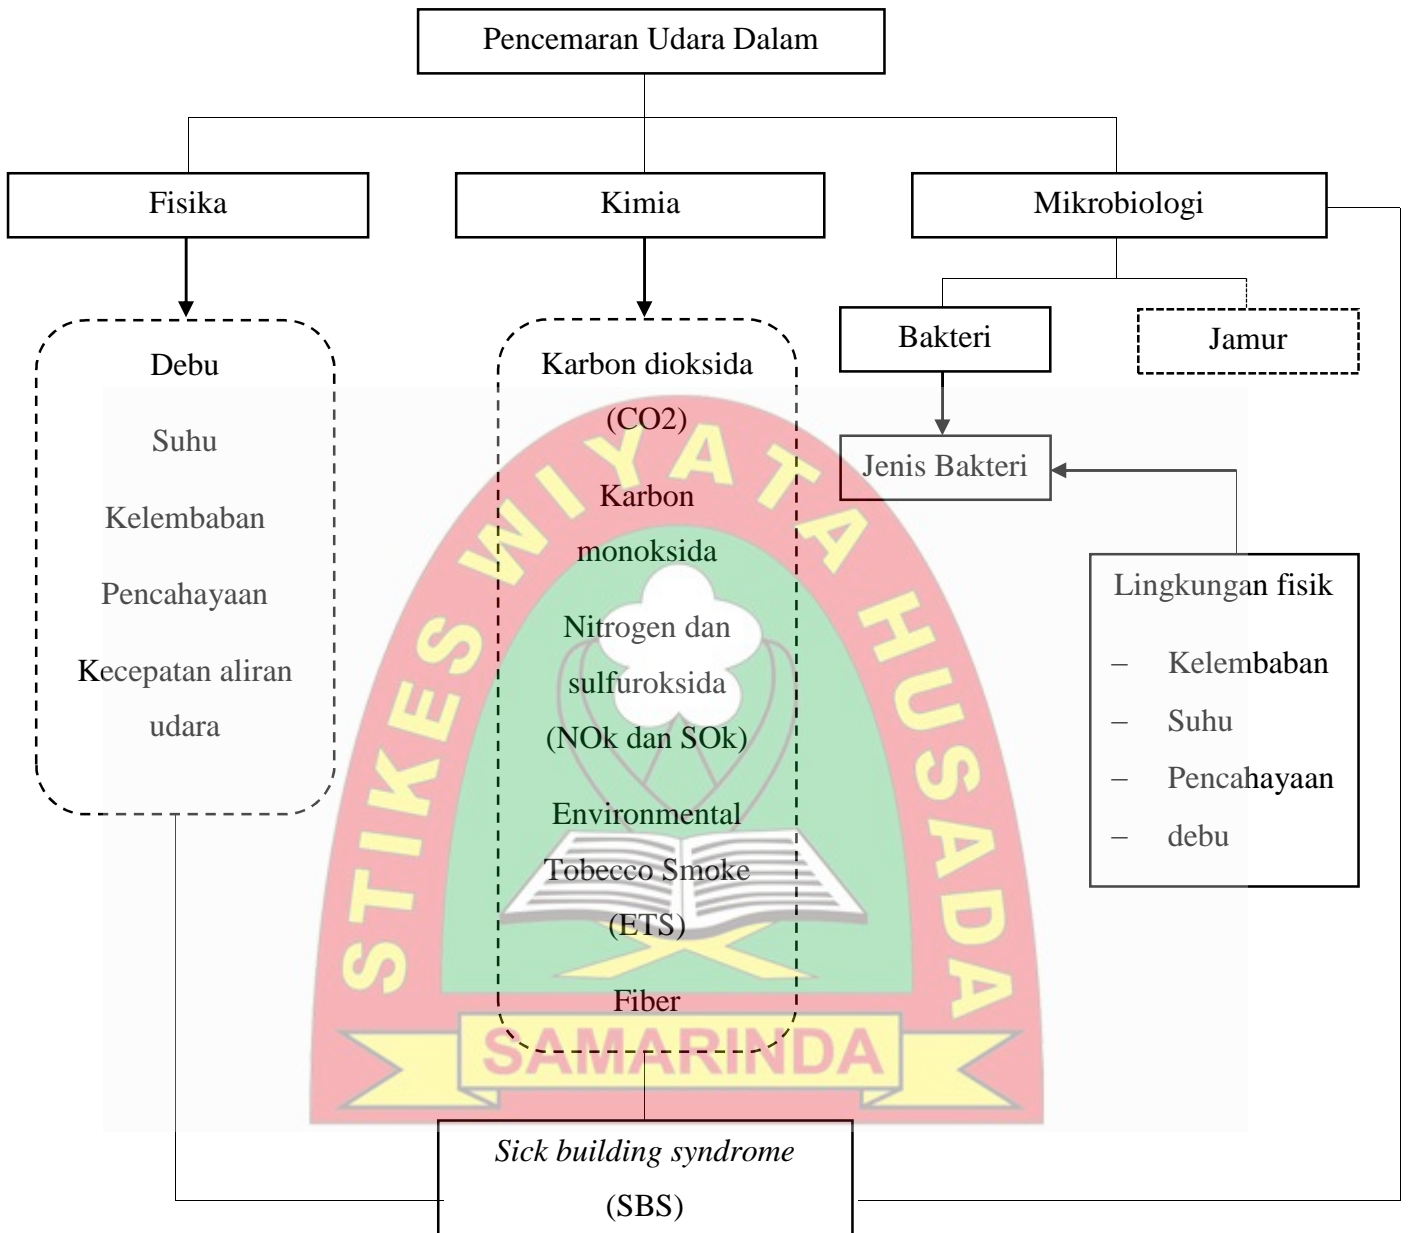 Pencemaran Udara Dalam
Fisika
Kimia
Mikrobiologi
Debu
Suhu
Kelembaban
Pencahayaan
Kecepatan aliran
udara
Karbon dioksida
(CO2)
Karbon
monoksida
Nitrogen dan
sulfuroksida
(NOk dan SOk)
Environmental
Tobecco Smoke
(ETS)
Fiber
Bakteri
Jamur
Jenis Bakteri
Lingkungan fisik
– Kelembaban
– Suhu
– Pencahayaan
– debu
Sick building syndrome
(SBS)
STIKES WIYATA HUSADA
SAMARINDA